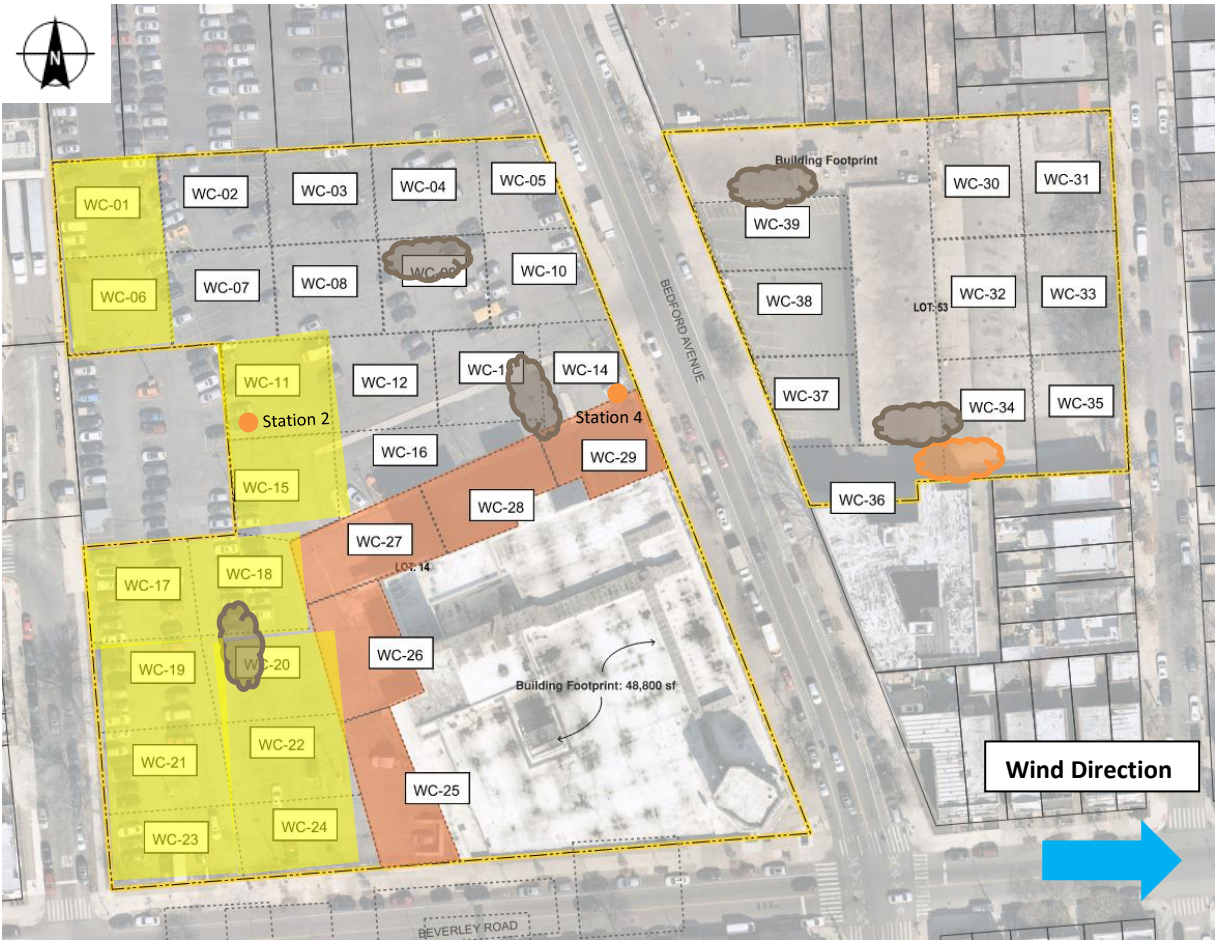 N
Building Footprint
WC-01
WC-02
WC-03
WC-04
WC-05
WC-30
WC-31
WC-39
WC-06
WC-07
WC-08
WC-10
WC-38
LOT: 53
WC-32
WC-33
BEDFORD AVENUE
WC-11
WC-12
WC-14
WC-37
WC-34
WC-35
Station 2
Station 4
WC-16
WC-29
WC-15
WC-28
WC-36
WC-27
LOT: 14
WC-17
WC-18
WC-26
WC-19
WC-20
Building Footprint: 48,800 sf
WC-22
WC-21
WC-25
WC-24
WC-23
Wind Direction
BEVERLEY ROAD